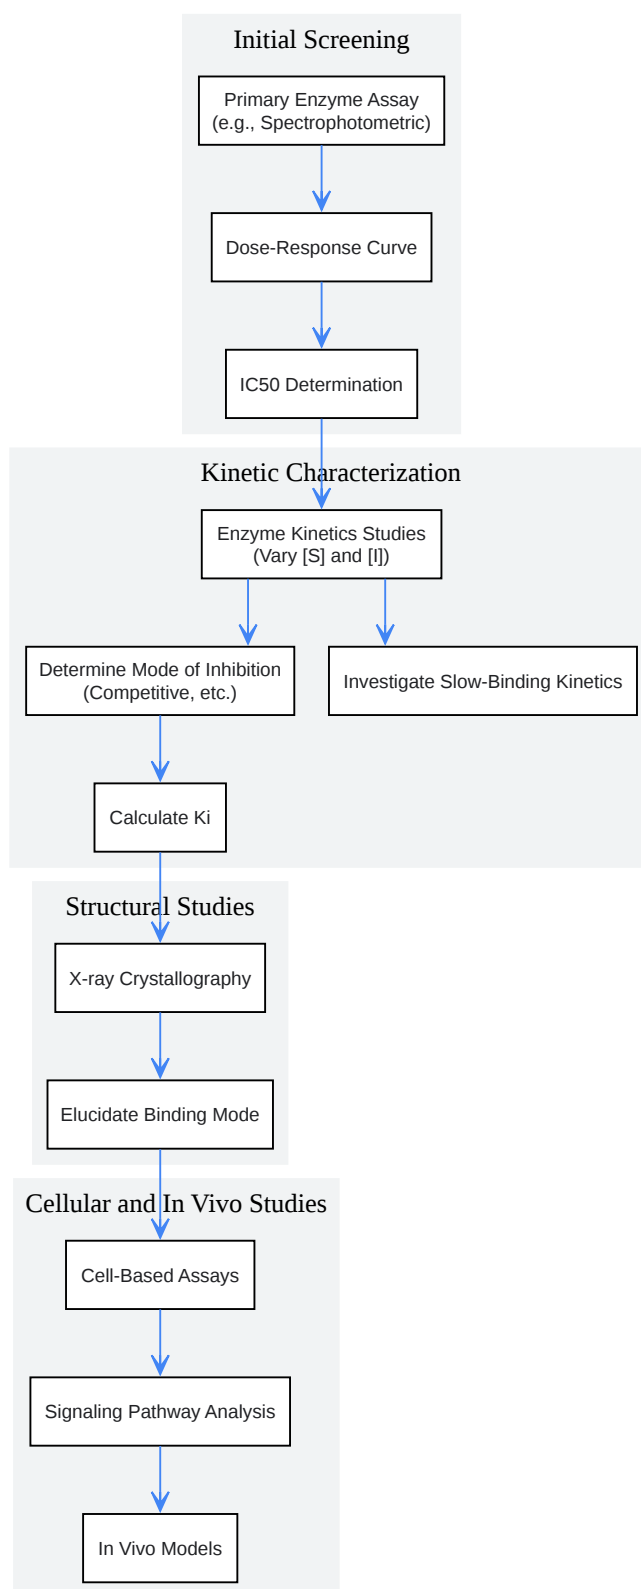 Initial Screening
Primary Enzyme Assay
(e.g., Spectrophotometric)
Dose-Response Curve
IC50 Determination
Kinetic Characterization
Enzyme Kinetics Studies
(Vary [S] and [I])
Determine Mode of Inhibition
(Competitive, etc.)
Investigate Slow-Binding Kinetics
Calculate Ki
Structural Studies
X-ray Crystallography
Elucidate Binding Mode
Cellular and In Vivo Studies
Cell-Based Assays
Signaling Pathway Analysis
In Vivo Models